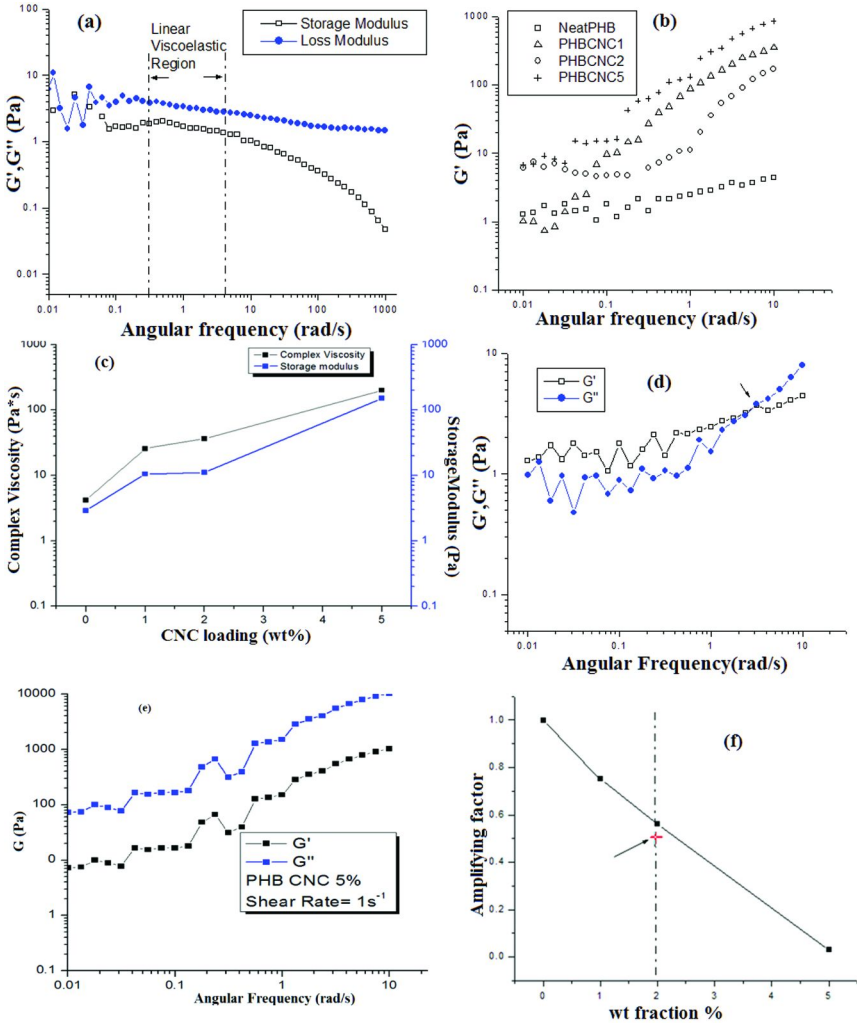 (a)
Storage Modulus
Loss Modulus
Linear
Viscoelastic
Region
100
10
1
0.1
0.01
G',G'' (Pa)
0.01 0.1 1 10 100 1000
Angular frequency (rad/s)
(b)
NeatPHB
PHBCNC1
PHBCNC2
PHBCNC5
1000
100
10
1
0.1
G' (Pa)
0.01 0.1 1 10
Angular frequency (rad/s)
(c)
Complex Viscosity
Storage modulus
1000
100
10
1
0.1
Complex Viscosity (Pa*s)
1000
100
10
1
0.1
StorageModulus (Pa)
0 1 2 3 4 5
CNC loading (wt%)
(d)
G'
G''
10
1
0.1
G',G'' (Pa)
0.01 0.1 1 10
Angular Frequency(rad/s)
(e)
10000
1000
100
0
1
0.1
G (Pa)
G'
G''
PHB CNC 5%
Shear Rate= 1s⁻¹
0.01 0.1 1 10
Angular Frequency (rad/s)
(f)
1.0
0.8
0.6
0.4
0.2
0.0
Amplifying factor
0 1 2 3 4 5
wt fraction %